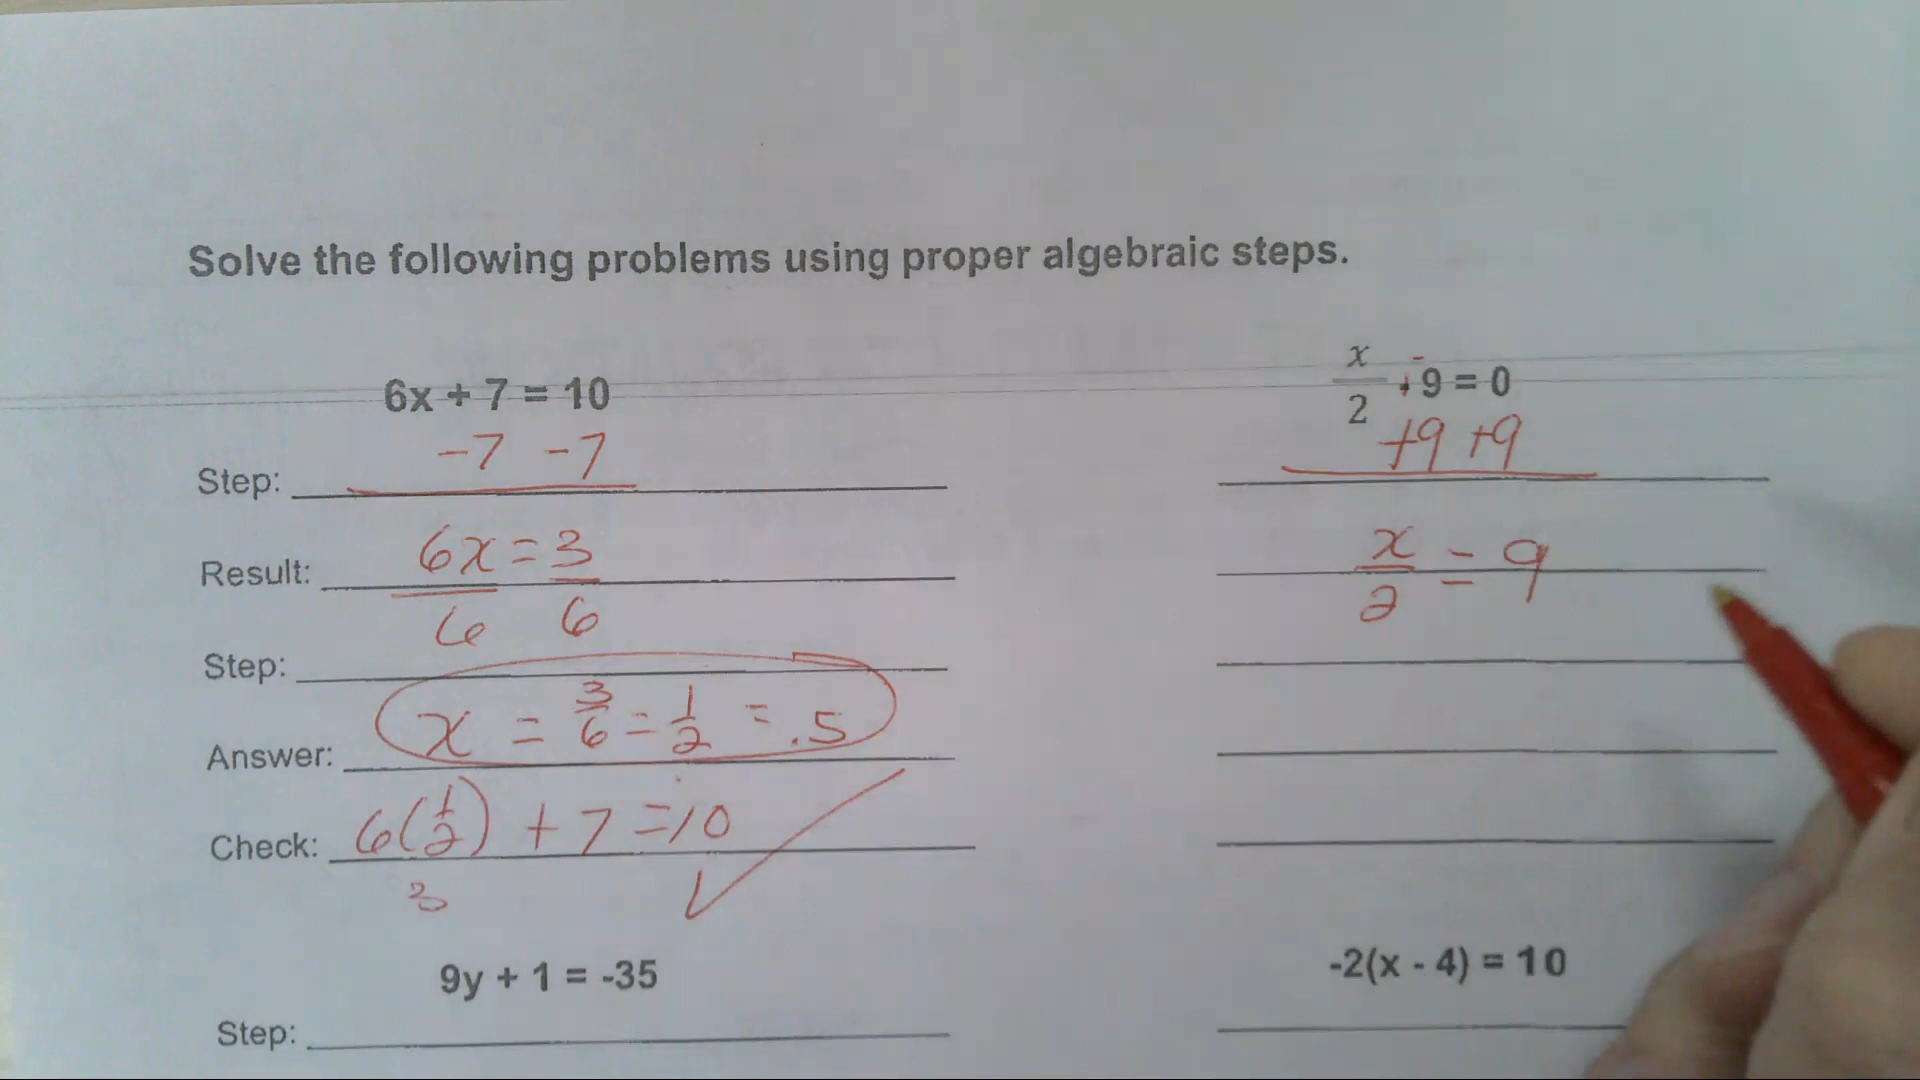 Solve the following problems using proper algebraic steps.
6x + 7 = 10
-7 -7
Step:
Result: 6x = 3
6 6
Step:
Answer: x = 3/6 = 1/2 = .5
Check: 6(1/2) + 7 = 10
3
x/2 - 9 = 0
+9 +9
x/2 = 9
9y + 1 = -35
Step:
-2(x - 4) = 10